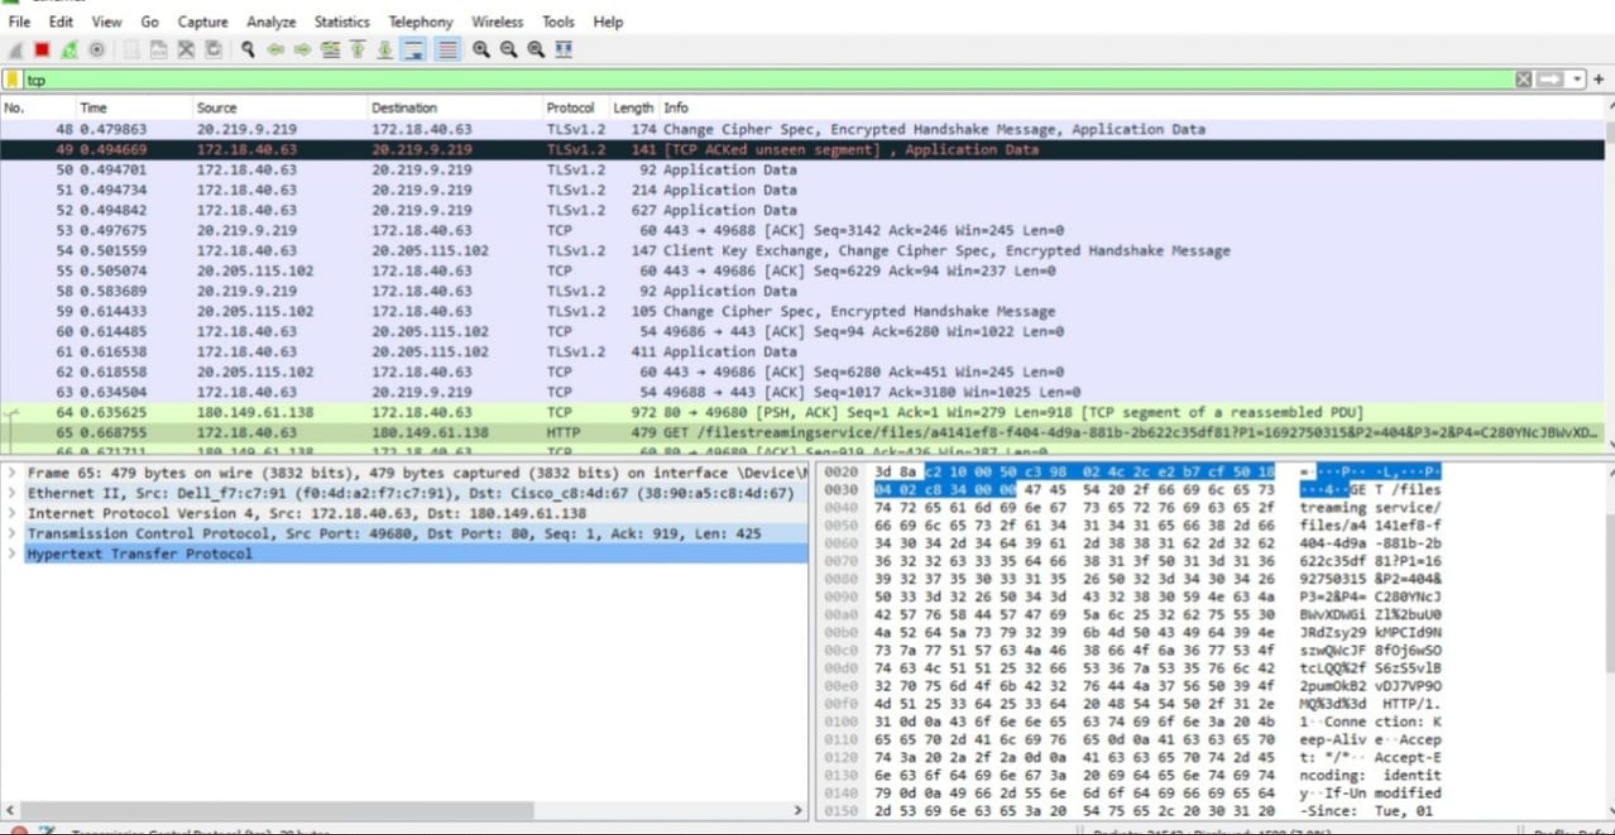 File Edit View Go Capture Analyze Statistics Telephony Wireless Tools Help
tcp
No. Time Source Destination Protocol Length Info
48 0.479863 20.219.9.219 172.18.40.63 TLSv1.2 174 Change Cipher Spec, Encrypted Handshake Message, Application Data
49 0.494669 172.18.40.63 20.219.9.219 TLSv1.2 141 [TCP ACKed unseen segment] , Application Data
50 0.494701 172.18.40.63 20.219.9.219 TLSv1.2 92 Application Data
51 0.494734 172.18.40.63 20.219.9.219 TLSv1.2 214 Application Data
52 0.494842 172.18.40.63 20.219.9.219 TLSv1.2 627 Application Data
53 0.497675 20.219.9.219 172.18.40.63 TCP 60 443 → 49688 [ACK] Seq=3142 Ack=246 Win=245 Len=0
54 0.501559 172.18.40.63 20.205.115.102 TLSv1.2 147 Client Key Exchange, Change Cipher Spec, Encrypted Handshake Message
55 0.505074 20.205.115.102 172.18.40.63 TCP 60 443 → 49686 [ACK] Seq=6229 Ack=94 Win=237 Len=0
58 0.583689 20.219.9.219 172.18.40.63 TLSv1.2 92 Application Data
59 0.614433 20.205.115.102 172.18.40.63 TLSv1.2 105 Change Cipher Spec, Encrypted Handshake Message
60 0.614485 172.18.40.63 20.205.115.102 TCP 54 49686 → 443 [ACK] Seq=94 Ack=6280 Win=1022 Len=0
61 0.616538 172.18.40.63 20.205.115.102 TLSv1.2 411 Application Data
62 0.618558 20.205.115.102 172.18.40.63 TCP 60 443 → 49686 [ACK] Seq=6280 Ack=451 Win=245 Len=0
63 0.634504 172.18.40.63 20.219.9.219 TCP 54 49688 → 443 [ACK] Seq=1017 Ack=3180 Win=1025 Len=0
64 0.635625 180.149.61.138 172.18.40.63 TCP 972 80 → 49680 [PSH, ACK] Seq=1 Ack=1 Win=279 Len=918 [TCP segment of a reassembled PDU]
65 0.668755 172.18.40.63 180.149.61.138 HTTP 479 GET /filestreamingservice/files/a4141ef8-f404-4d9a-881b-2b622c35df81?P1=1692750315&P2=404&P3=2&P4=C280YNcJBWvXD…
Frame 65: 479 bytes on wire (3832 bits), 479 bytes captured (3832 bits) on interface \Device\
Ethernet II, Src: Dell_f7:c7:91 (f0:4d:a2:f7:c7:91), Dst: Cisco_c8:4d:67 (38:90:a5:c8:4d:67)
Internet Protocol Version 4, Src: 172.18.40.63, Dst: 180.149.61.138
Transmission Control Protocol, Src Port: 49680, Dst Port: 80, Seq: 1, Ack: 919, Len: 425
Hypertext Transfer Protocol
0020 3d 8a c2 10 00 50 c3 98 02 4c 2c e2 b7 cf 50 18 =····P·· ·L,···P·
0030 04 02 c8 34 00 00 47 45 54 20 2f 66 69 6c 65 73 ···4··GE T /files
0040 74 72 65 61 6d 69 6e 67 73 65 72 76 69 63 65 2f treaming service/
0050 66 69 6c 65 73 2f 61 34 31 34 31 65 66 38 2d 66 files/a4 141ef8-f
0060 34 30 34 2d 34 64 39 61 2d 38 38 31 62 2d 32 62 404-4d9a -881b-2b
0070 36 32 32 63 33 35 64 66 38 31 3f 50 31 3d 31 36 622c35df 81?P1=16
0080 39 32 37 35 30 33 31 35 26 50 32 3d 34 30 34 26 92750315 &P2=404&
0090 50 33 3d 32 26 50 34 3d 43 32 38 30 59 4e 63 4a P3=2&P4= C280YNcJ
00a0 42 57 76 58 44 57 47 69 5a 6c 25 32 62 75 55 30 BWvXDWGi Zl%2buU0
00b0 4a 52 64 5a 73 79 32 39 6b 4d 50 43 49 64 39 4e JRdZsy29 kMPCId9N
00c0 73 7a 77 51 57 63 4a 46 38 66 4f 6a 36 77 53 4f szwQWcJF 8fOj6wSO
00d0 74 63 4c 51 51 25 32 66 53 36 7a 53 35 76 6c 42 tcLQQ%2f S6zS5vlB
00e0 32 70 75 6d 4f 6b 42 32 76 44 4a 37 56 50 39 4f 2pumOkB2 vDJ7VP9O
00f0 4d 51 25 33 64 25 33 64 20 48 54 54 50 2f 31 2e MQ%3d%3d HTTP/1.
0100 31 0d 0a 43 6f 6e 6e 65 63 74 69 6f 6e 3a 20 4b 1··Conne ction: K
0110 65 65 70 2d 41 6c 69 76 65 0d 0a 41 63 63 65 70 eep-Aliv e··Accep
0120 74 3a 20 2a 2f 2a 0d 0a 41 63 63 65 70 74 2d 45 t: */*·· Accept-E
0130 6e 63 6f 64 69 6e 67 3a 20 69 64 65 6e 74 69 74 ncoding: identit
0140 79 0d 0a 49 66 2d 55 6e 6d 6f 64 69 66 69 65 64 y··If-Un modified
0150 2d 53 69 6e 63 65 3a 20 54 75 65 2c 20 30 31 20 -Since: Tue, 01